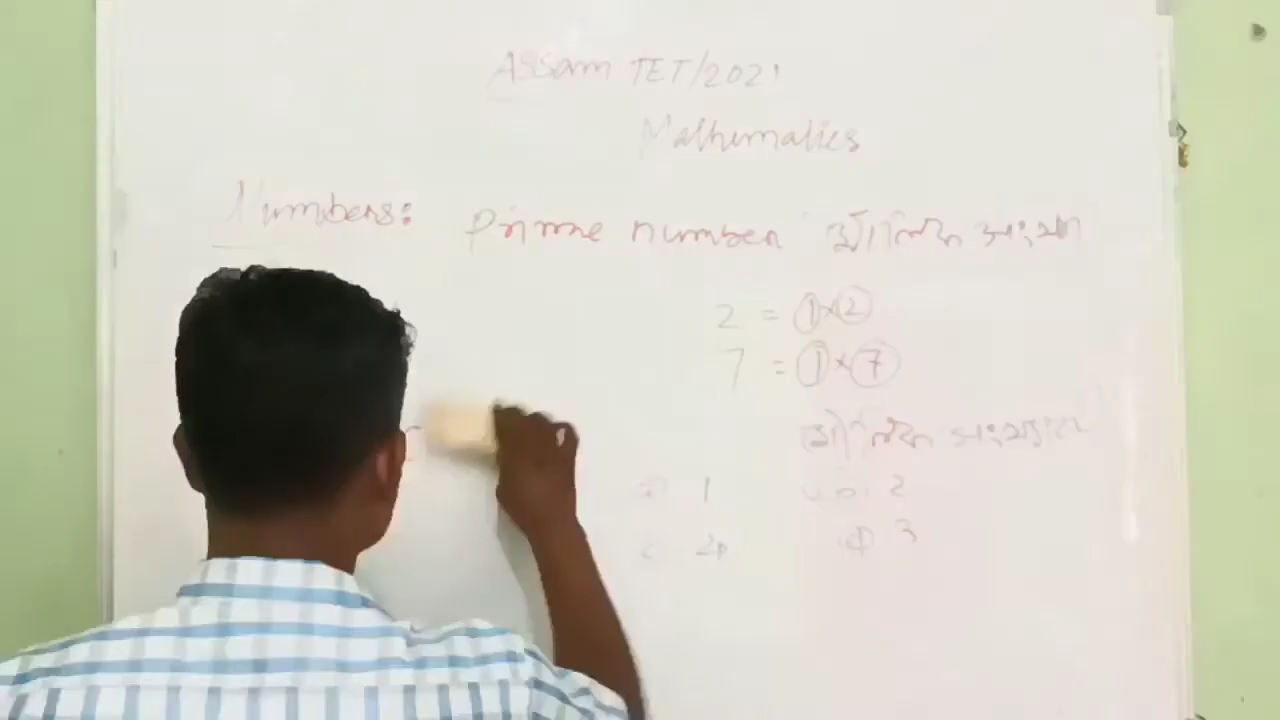 Assam TET/2021
Mathematics
Numbers: Prime number মৌলিক সংখ্যা
2 = 1×2
7 = 1×7
মৌলিক
1 2
3